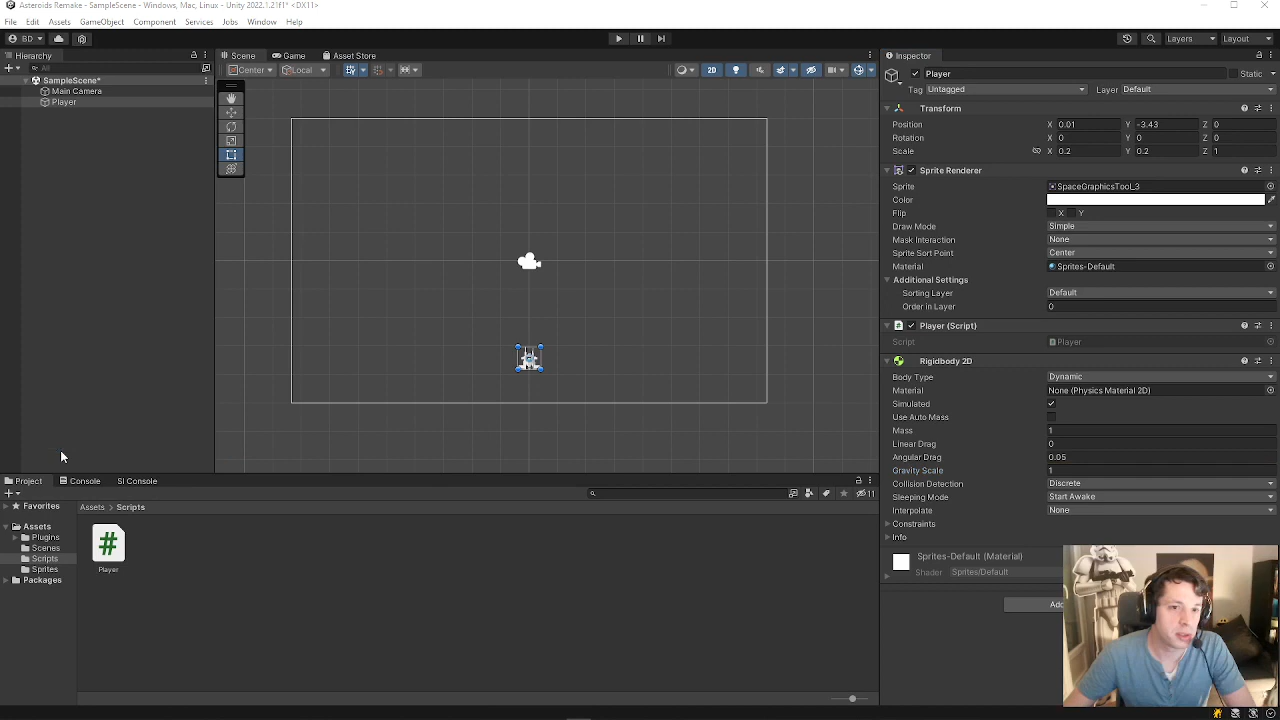 Asteroids Remake - SampleScene - Windows, Mac, Linux - Unity 2022.1.21f1* <DX11>
File Edit Assets GameObject Component Services Jobs Window Help
BD Layers Layout
Hierarchy
Scene Game Asset Store
Inspector
All
Center Local 2D
SampleScene*
Main Camera
Player
Player Static
Tag Untagged Layer Default
Transform
Position X 0.01 Y -3.43 Z 0
Rotation X 0 Y 0 Z 0
Scale X 0.2 Y 0.2 Z 1
Sprite Renderer
Sprite SpaceGraphicsTool_3
Color
Flip X Y
Draw Mode Simple
Mask Interaction None
Sprite Sort Point Center
Material Sprites-Default
Additional Settings
Sorting Layer Default
Order in Layer 0
Player (Script)
Script Player
Rigidbody 2D
Body Type Dynamic
Material None (Physics Material 2D)
Simulated
Use Auto Mass
Mass 1
Linear Drag 0
Angular Drag 0.05
Gravity Scale 1
Collision Detection Discrete
Sleeping Mode Start Awake
Interpolate None
Constraints
Info
Sprites-Default (Material)
Shader Sprites/Default
Project Console SI Console
11
Favorites
Assets
Plugins
Scenes
Scripts
Sprites
Packages
Assets > Scripts
#
Player